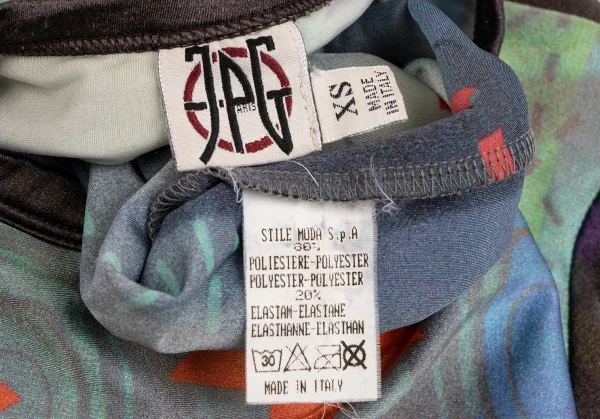 JPG
XS
MADE
IN ITALY
STILE MODA S.p.A
80%
POLIESTERE-POLYESTER
POLYESTER-POLYESTER
20%
ELASTAM-ELASTANE
ELASTHANNE-ELASTHAN
30
MADE IN ITALY